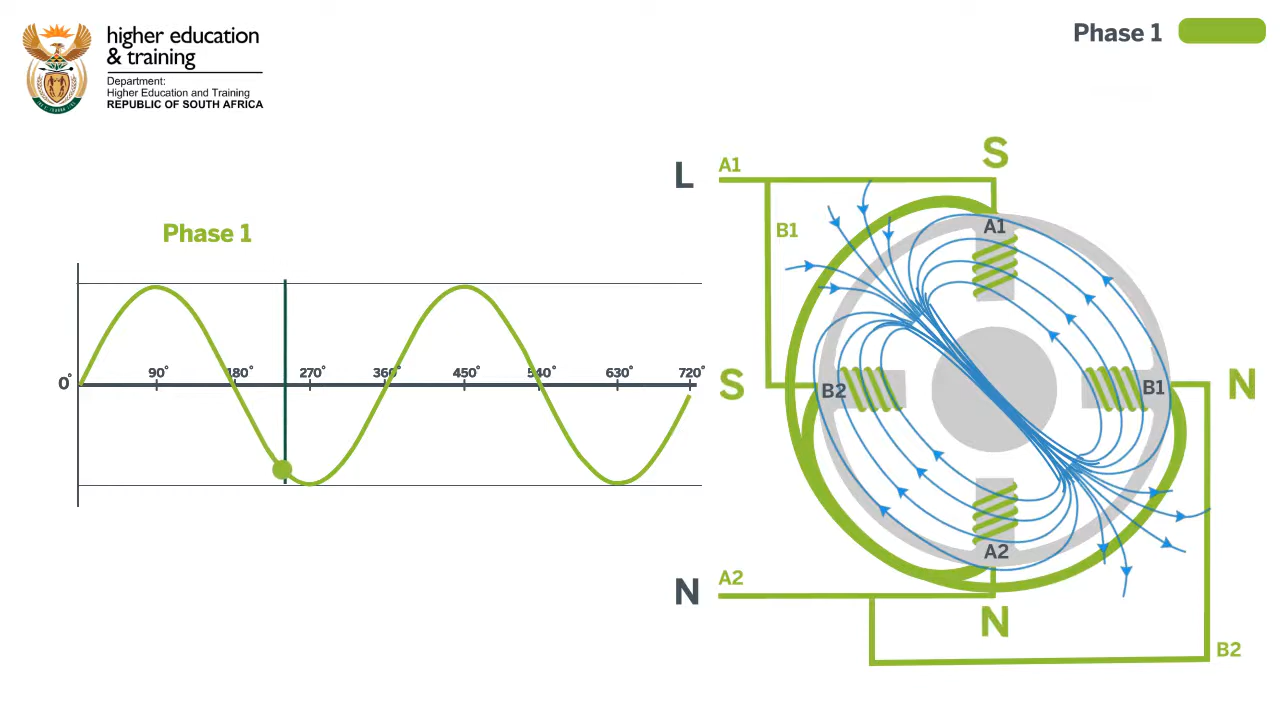 higher education
& training
Department:
Higher Education and Training
REPUBLIC OF SOUTH AFRICA
Phase 1
Phase 1
0°
90°
180°
270°
360°
450°
540°
630°
720°
S
L
A1
B1
A1
S
B2
B1
N
A2
N
A2
N
B2